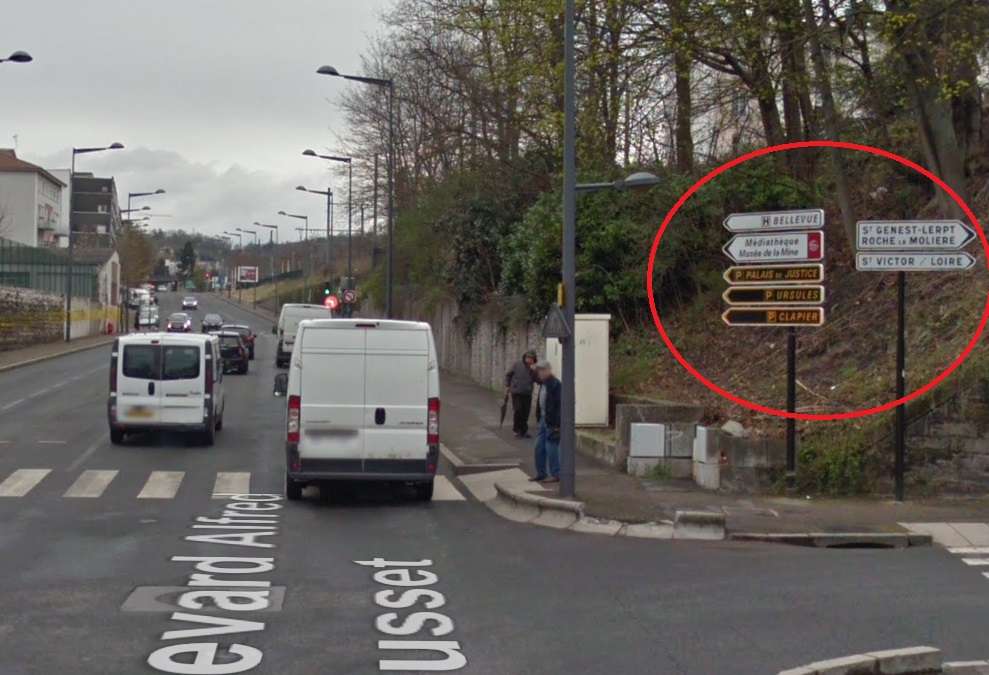 H BELLEVUE
Médiathèque
Musée de la Mine
P PALAIS DE JUSTICE
P URSULES
P CLAPIER
ST GENEST-LERPT
ROCHE LA MOLIERE
ST VICTOR / LOIRE
evard Alfred
usset